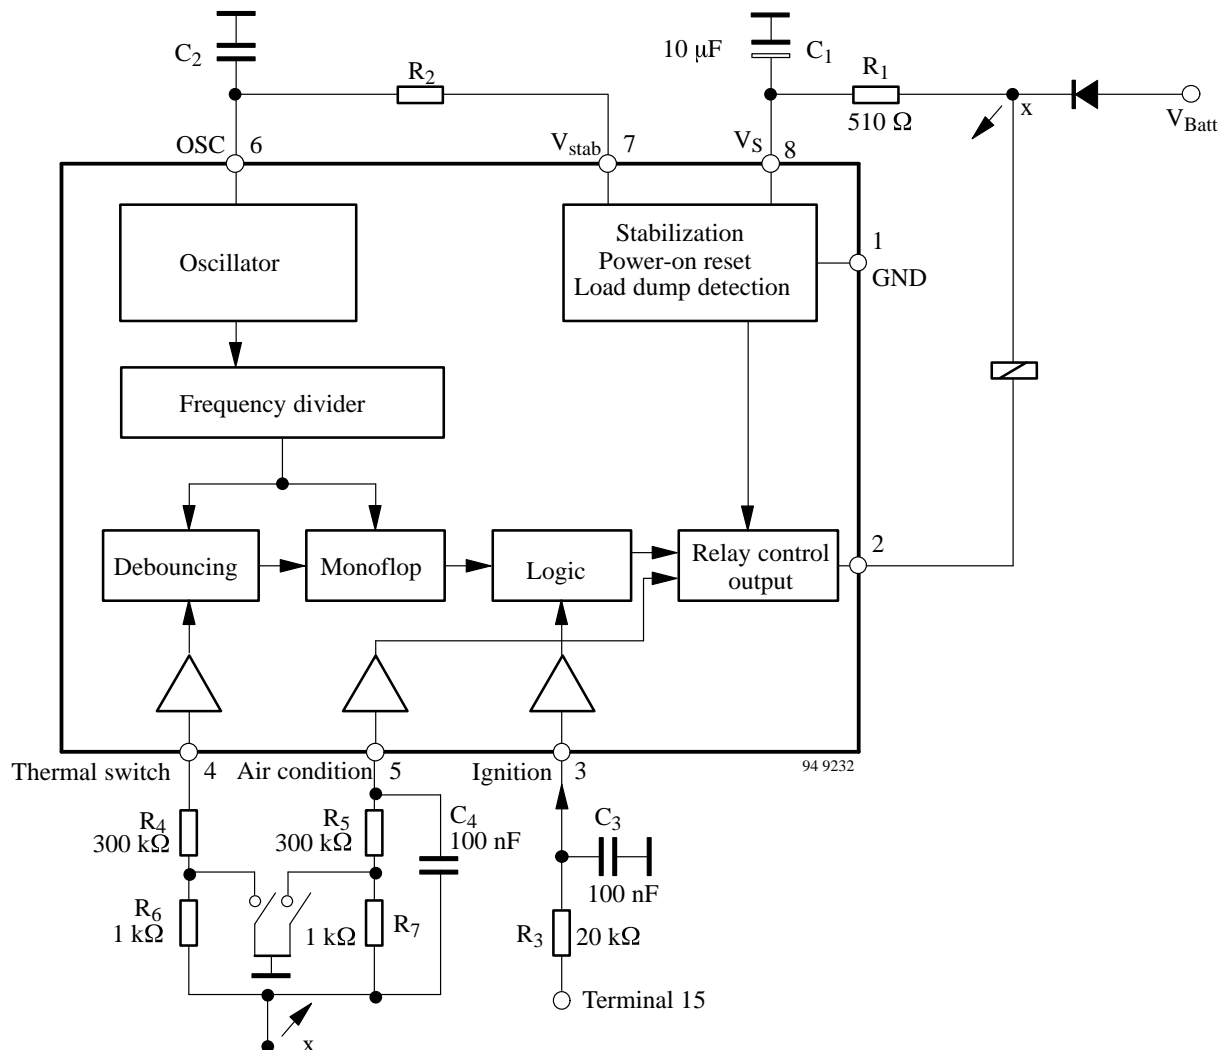 C2
R2
10 μF
C1
R1
510 Ω
x
VBatt
OSC
6
Vstab
7
VS
8
Oscillator
Stabilization
Power-on reset
Load dump detection
1
GND
Frequency divider
Debouncing
Monoflop
Logic
Relay control
output
2
Thermal switch
4
Air condition
5
Ignition
3
94 9232
R4
300 kΩ
R5
300 kΩ
C4
100 nF
C3
100 nF
R6
1 kΩ
1 kΩ
R7
R3
20 kΩ
Terminal 15
x